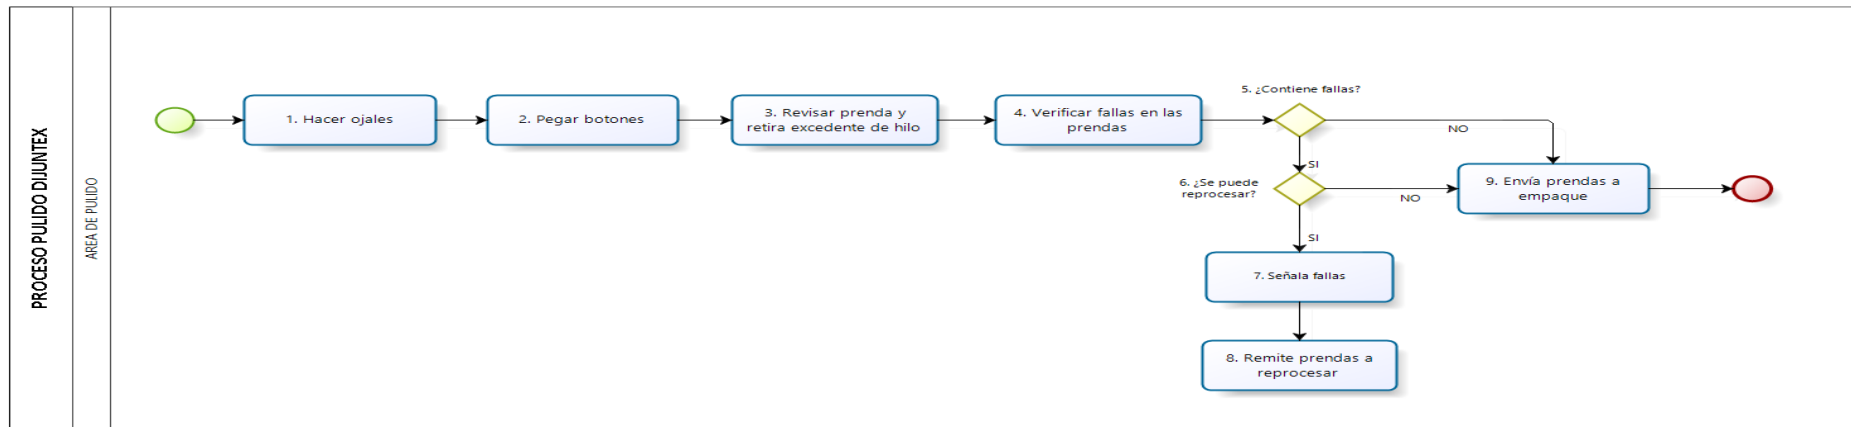 PROCESO PULIDO DIJUNTEX
AREA DE PULIDO
1. Hacer ojales
2. Pegar botones
3. Revisar prenda y
retira excedente de hilo
4. Verificar fallas en las
prendas
5. ¿Contiene fallas?
NO
SI
6. ¿Se puede
reprocesar?
NO
SI
9. Envía prendas a
empaque
7. Señala fallas
8. Remite prendas a
reprocesar